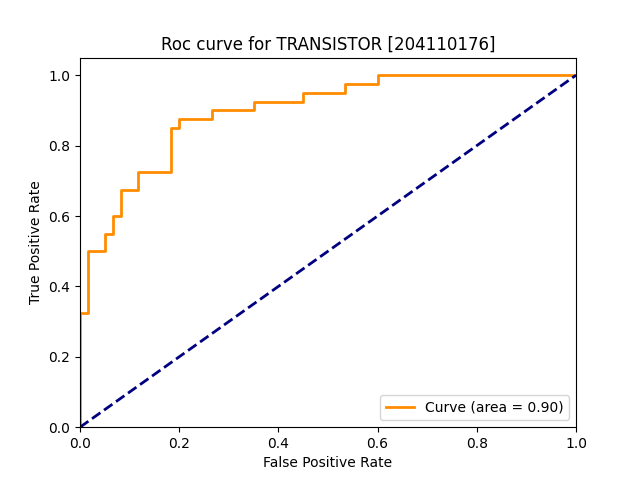 Roc curve for TRANSISTOR [204110176]
1.0
0.8
0.6
0.4
0.2
0.0
True Positive Rate
Curve (area = 0.90)
0.0 0.2 0.4 0.6 0.8 1.0
False Positive Rate